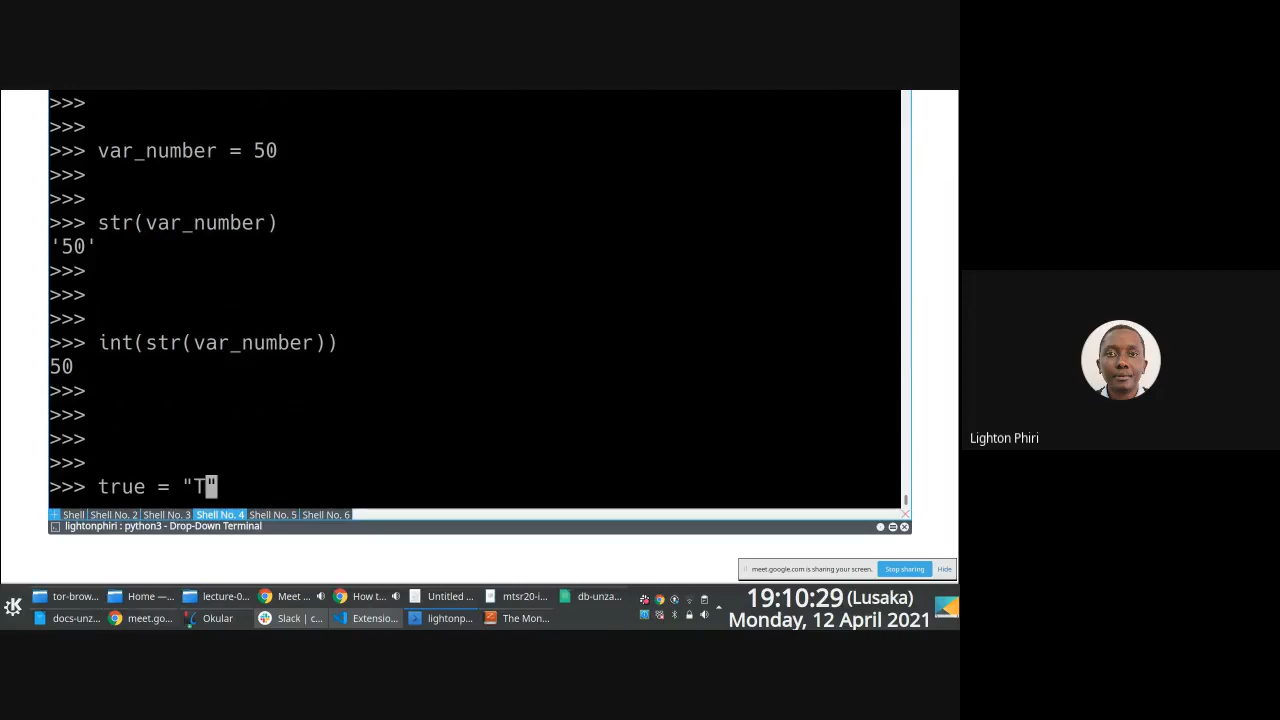 >>>
>>>
>>> var_number = 50
>>>
>>>
>>> str(var_number)
'50'
>>>
>>>
>>>
>>> int(str(var_number))
50
>>>
>>>
>>>
>>>
>>> true = "T"
Shell Shell No. 2 Shell No. 3 Shell No. 4 Shell No. 5 Shell No. 6
lightonphiri : python3 - Drop-Down Terminal
Lighton Phiri
meet.google.com is sharing your screen. Stop sharing Hide
tor-brow... Home —... lecture-0... Meet ... How t... Untitled ... mtsr20-i... db-unza...
docs-unz... meet.go... Okular Slack | c... Extensio... lightonp... The Mon...
19:10:29 (Lusaka)
Monday, 12 April 2021